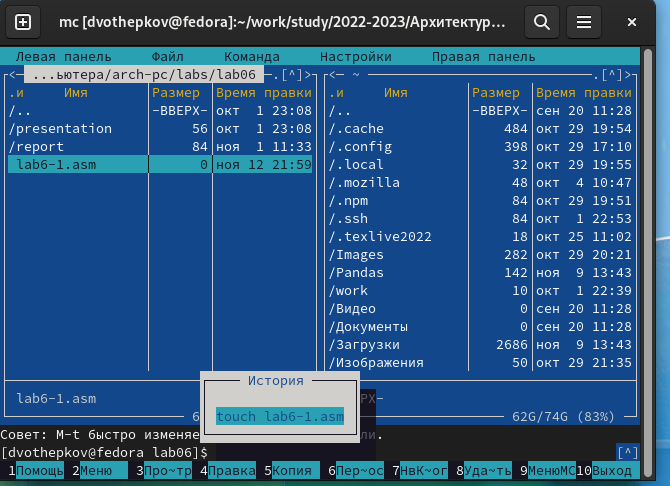 mc [dvothepkov@fedora]:~/work/study/2022-2023/Архитектур...
Левая панель Файл Команда Настройки Правая панель
<— ...ьютера/arch-pc/labs/lab06 —.[^]> <— ~ —.[^]>
.и Имя Размер Время правки .и Имя Размер Время правки
/.. -ВВЕРХ- окт 1 23:08 /.. -ВВЕРХ- сен 20 11:28
/presentation 56 окт 1 23:08 /.cache 484 окт 29 19:54
/report 84 ноя 1 11:33 /.config 398 окт 29 17:10
lab6-1.asm 0 ноя 12 21:59 /.local 32 окт 29 19:55
/.mozilla 48 окт 4 10:47
/.npm 84 окт 29 19:51
/.ssh 84 окт 1 22:53
/.texlive2022 18 окт 25 11:02
/Images 282 окт 29 20:21
/Pandas 142 ноя 9 13:43
/work 10 окт 1 22:39
/Видео 0 сен 20 11:28
/Документы 0 сен 20 11:28
/Загрузки 2686 ноя 9 13:43
/Изображения 50 окт 29 21:35
История
lab6-1.asm РХ-
touch lab6-1.asm
6 62G/74G (83%)
Совет: M-t быстро изменяе ли.
[dvothepkov@fedora lab06]$ [^]
1Помощь 2Меню 3Про~тр 4Правка 5Копия 6Пер~ос 7НвК~ог 8Уда~ть 9МенюMC 10Выход